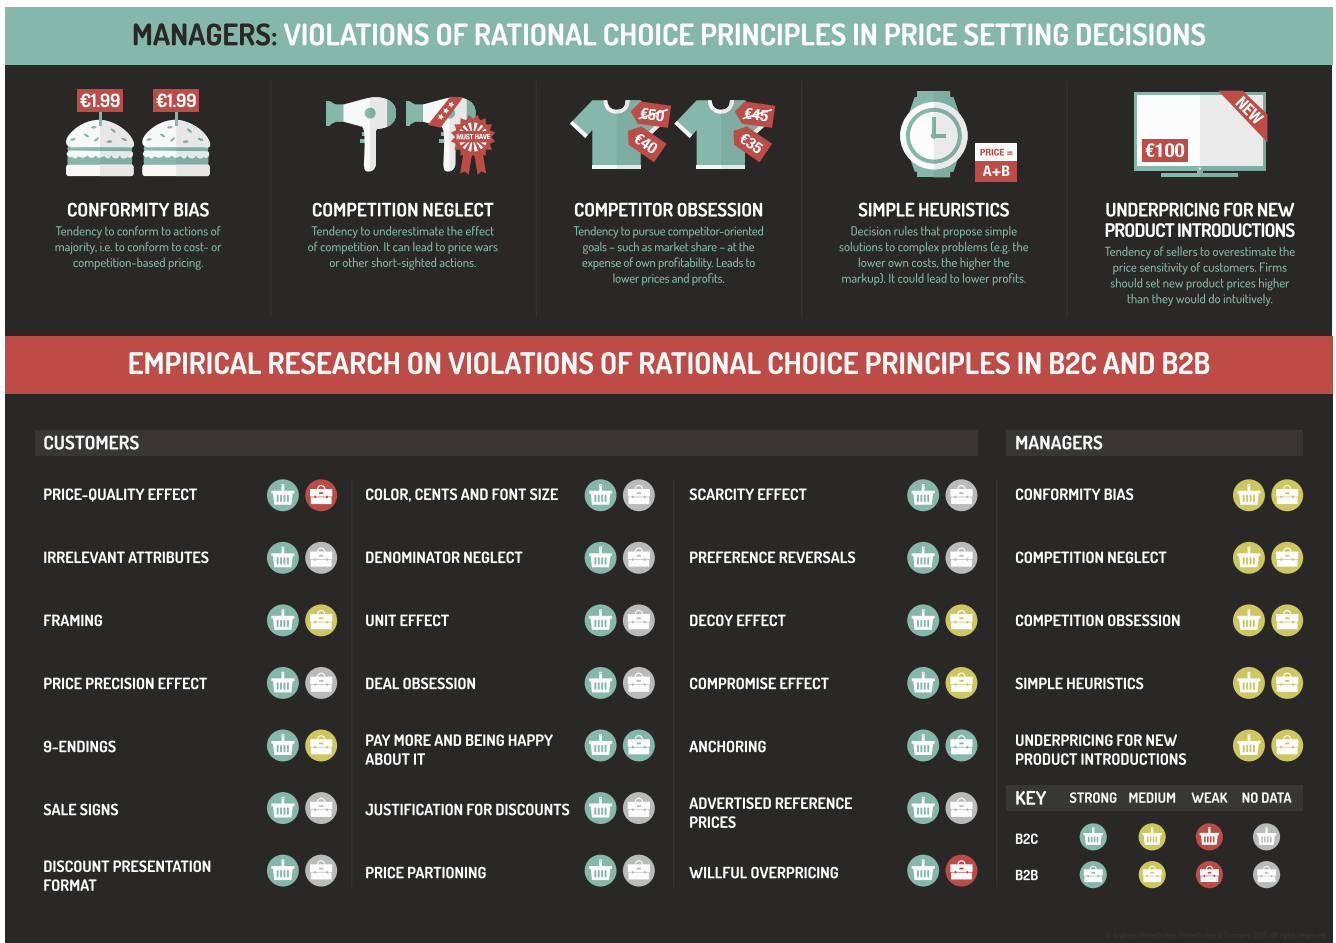 MANAGERS: VIOLATIONS OF RATIONAL CHOICE PRINCIPLES IN PRICE SETTING DECISIONS
€1.99
€1.99
CONFORMITY BIAS
Tendency to conform to actions of
majority, i.e. to conform to cost- or
competition-based pricing.
MUST HAVE
COMPETITION NEGLECT
Tendency to underestimate the effect
of competition. It can lead to price wars
or other short-sighted actions.
€50
€40
€45
€35
COMPETITOR OBSESSION
Tendency to pursue competitor-oriented
goals – such as market share – at the
expense of own profitability. Leads to
lower prices and profits.
PRICE =
A+B
SIMPLE HEURISTICS
Decision rules that propose simple
solutions to complex problems (e.g. the
lower own costs, the higher the
markup). It could lead to lower profits.
NEW
€100
UNDERPRICING FOR NEW
PRODUCT INTRODUCTIONS
Tendency of sellers to overestimate the
price sensitivity of customers. Firms
should set new product prices higher
than they would do intuitively.
EMPIRICAL RESEARCH ON VIOLATIONS OF RATIONAL CHOICE PRINCIPLES IN B2C AND B2B
CUSTOMERS
PRICE-QUALITY EFFECT
IRRELEVANT ATTRIBUTES
FRAMING
PRICE PRECISION EFFECT
9-ENDINGS
SALE SIGNS
DISCOUNT PRESENTATION
FORMAT
COLOR, CENTS AND FONT SIZE
DENOMINATOR NEGLECT
UNIT EFFECT
DEAL OBSESSION
PAY MORE AND BEING HAPPY
ABOUT IT
JUSTIFICATION FOR DISCOUNTS
PRICE PARTIONING
SCARCITY EFFECT
PREFERENCE REVERSALS
DECOY EFFECT
COMPROMISE EFFECT
ANCHORING
ADVERTISED REFERENCE
PRICES
WILLFUL OVERPRICING
MANAGERS
CONFORMITY BIAS
COMPETITION NEGLECT
COMPETITION OBSESSION
SIMPLE HEURISTICS
UNDERPRICING FOR NEW
PRODUCT INTRODUCTIONS
KEY STRONG MEDIUM WEAK NO DATA
B2C
B2B